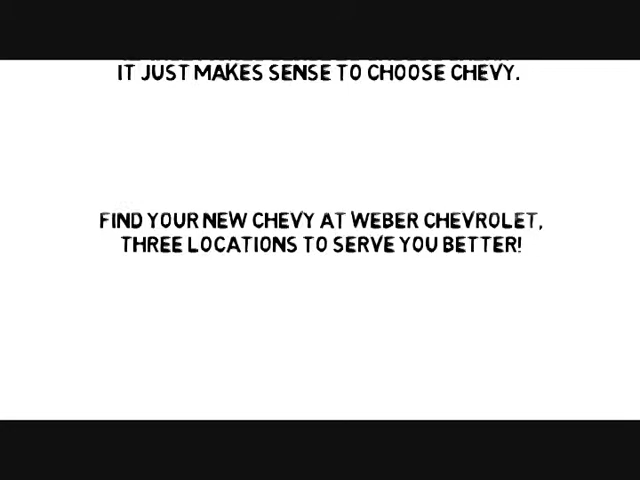 IT JUST MAKES SENSE TO CHOOSE CHEVY.
FIND YOUR NEW CHEVY AT WEBER CHEVROLET,
THREE LOCATIONS TO SERVE YOU BETTER!